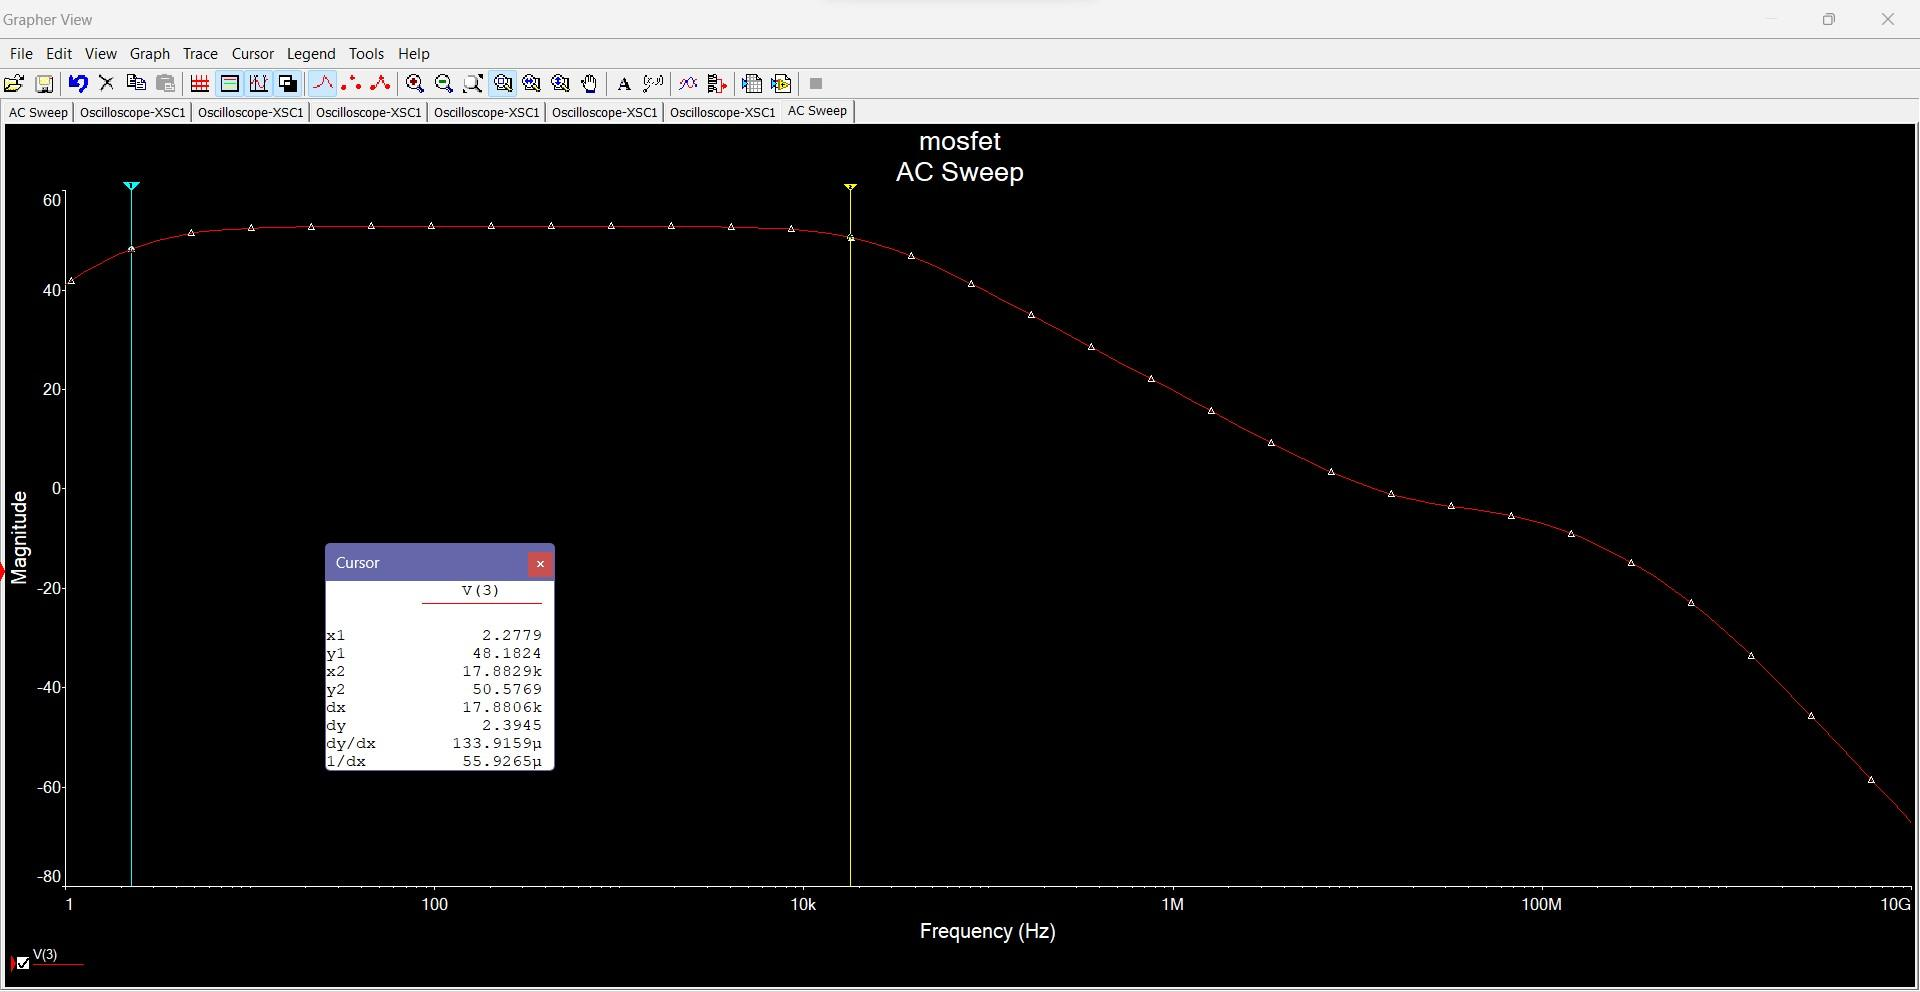 Grapher View
File Edit View Graph Trace Cursor Legend Tools Help
AC Sweep Oscilloscope-XSC1 Oscilloscope-XSC1 Oscilloscope-XSC1 Oscilloscope-XSC1 Oscilloscope-XSC1 Oscilloscope-XSC1 AC Sweep
mosfet
AC Sweep
60
40
20
0
-20
-40
-60
-80
Magnitude
Cursor
V(3)
x1 2.2779
y1 48.1824
x2 17.8829k
y2 50.5769
dx 17.8806k
dy 2.3945
dy/dx 133.9159µ
1/dx 55.9265µ
1 100 10k 1M 100M 10G
Frequency (Hz)
V(3)